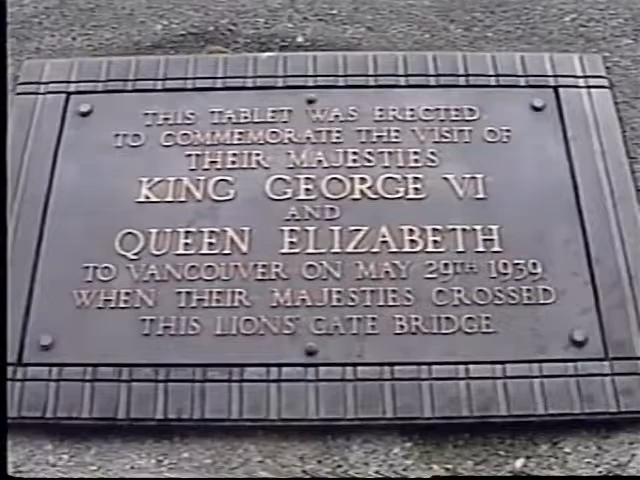 THIS TABLET WAS ERECTED
TO COMMEMORATE THE VISIT OF
THEIR MAJESTIES
KING GEORGE VI
AND
QUEEN ELIZABETH
TO VANCOUVER ON MAY 29TH 1939
WHEN THEIR MAJESTIES CROSSED
THIS LIONS' GATE BRIDGE